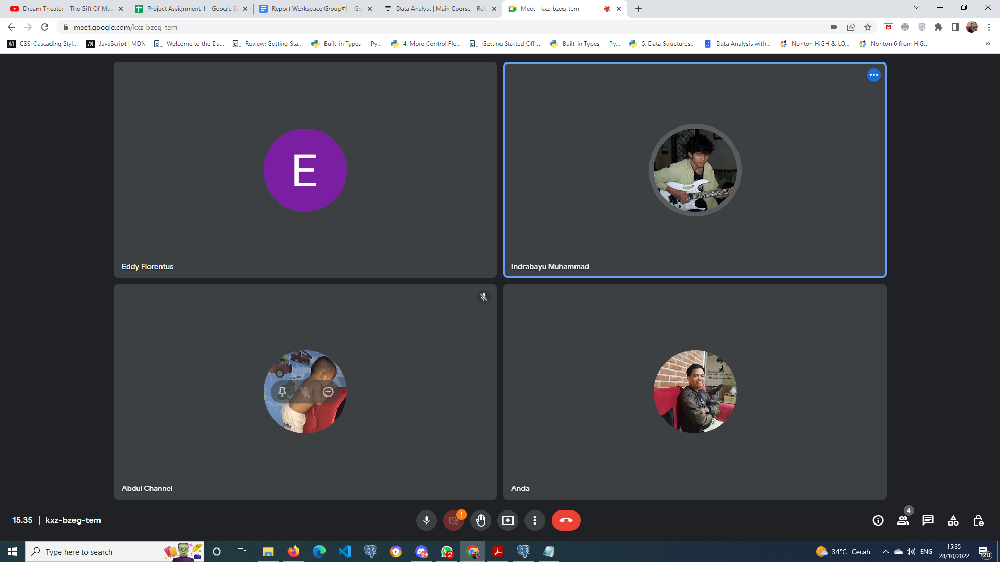 Dream Theater - The Gift Of Mus
Project Assignment 1 - Google Sp
Report Workspace Group#1 - Go
Data Analyst | Main Course - Refo
Meet - kxz-bzeg-tem
meet.google.com/kxz-bzeg-tem
CSS: Cascading Styl...
JavaScript | MDN
Welcome to the Da...
Review: Getting Sta...
Built-in Types — Py...
4. More Control Flo...
Getting Started Off-...
Built-in Types — Py...
5. Data Structures...
Data Analysis with...
Nonton HiGH & LO...
Nonton 6 from HiG...
E
Eddy Florentus
Indrabayu Muhammad
crocodile
Abdul Channel
Anda
15.35 | kxz-bzeg-tem
4
Type here to search
9+
2
34°C Cerah
ENG
15:35
28/10/2022
20